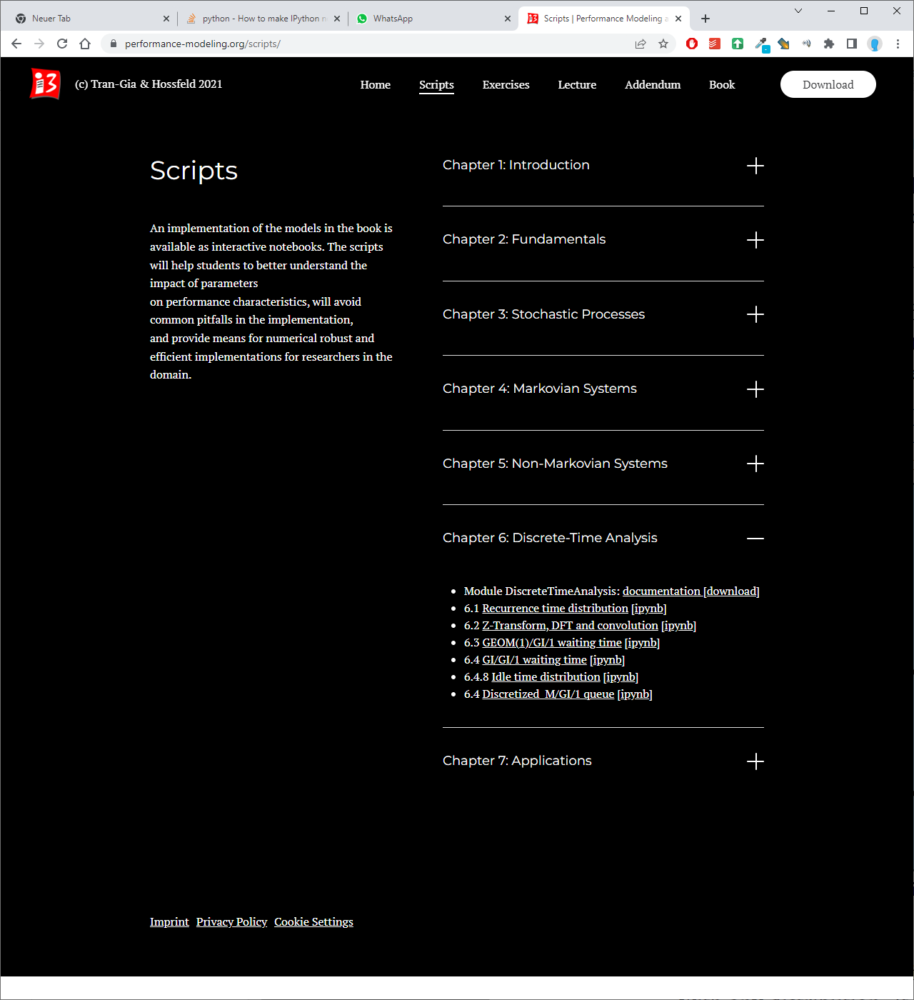 Neuer Tab
python - How to make IPython n
WhatsApp
Scripts | Performance Modeling a
performance-modeling.org/scripts/
i3
(c) Tran-Gia & Hossfeld 2021
Home
Scripts
Exercises
Lecture
Addendum
Book
Download
Scripts
An implementation of the models in the book is
available as interactive notebooks. The scripts
will help students to better understand the
impact of parameters
on performance characteristics, will avoid
common pitfalls in the implementation,
and provide means for numerical robust and
efficient implementations for researchers in the
domain.
Chapter 1: Introduction
Chapter 2: Fundamentals
Chapter 3: Stochastic Processes
Chapter 4: Markovian Systems
Chapter 5: Non-Markovian Systems
Chapter 6: Discrete-Time Analysis
• Module DiscreteTimeAnalysis: documentation [download]
• 6.1 Recurrence time distribution [ipynb]
• 6.2 Z-Transform, DFT and convolution [ipynb]
• 6.3 GEOM(1)/GI/1 waiting time [ipynb]
• 6.4 GI/GI/1 waiting time [ipynb]
• 6.4.8 Idle time distribution [ipynb]
• 6.4 Discretized M/GI/1 queue [ipynb]
Chapter 7: Applications
Imprint Privacy Policy Cookie Settings